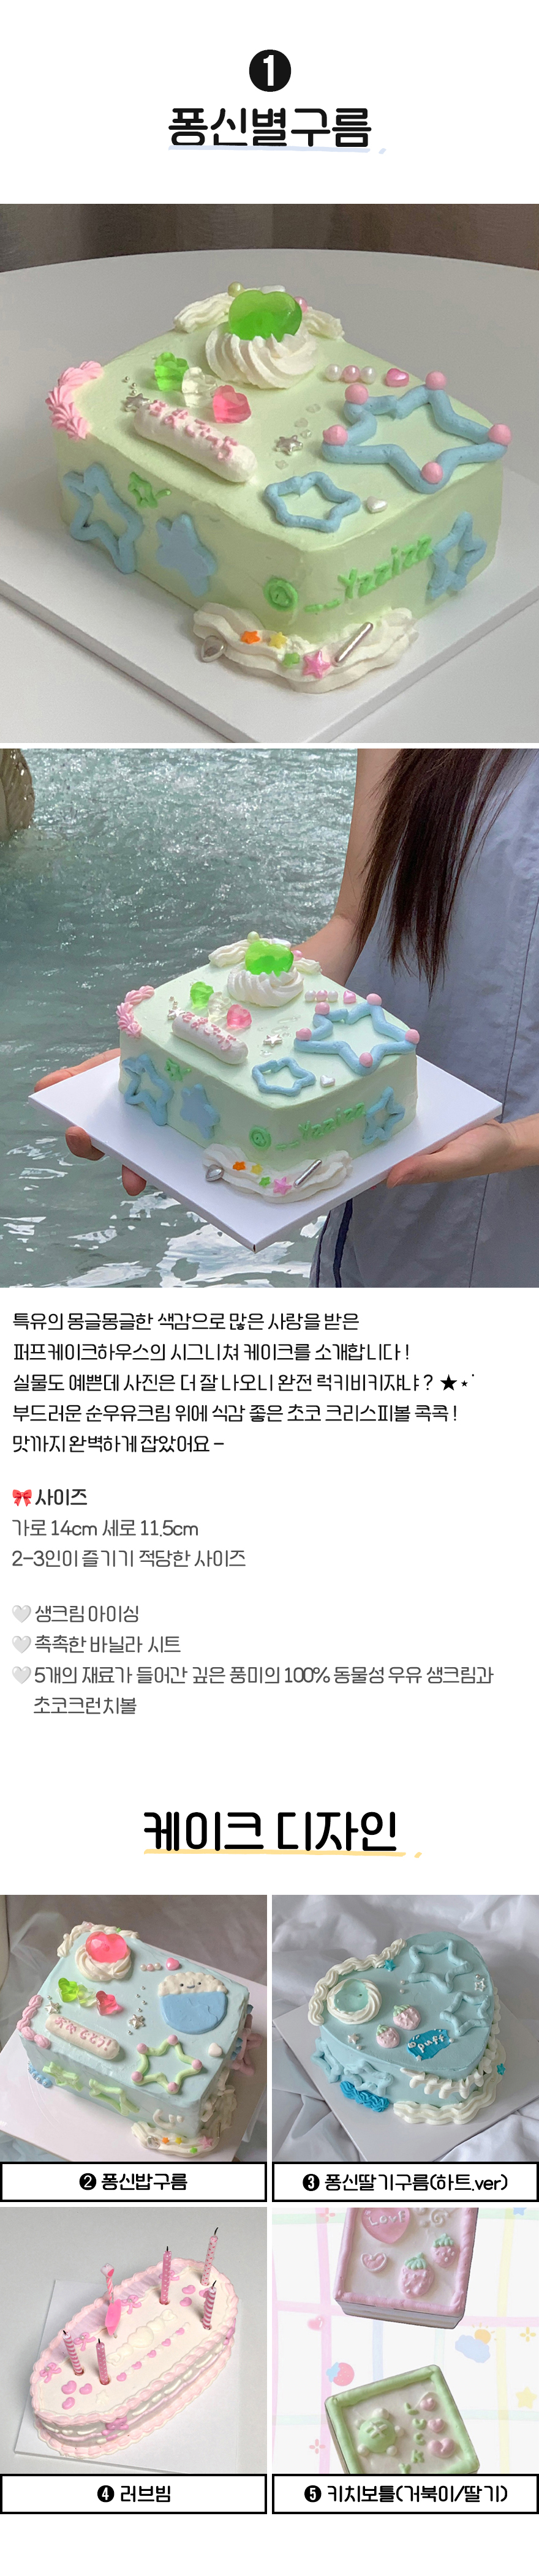 1
퐁신별구름
Yzzizz
특유의 몽글몽글한 색감으로 많은 사랑을 받은
퍼프케이크하우스의 시그니쳐 케이크를 소개합니다 !
실물도 예쁜데 사진은 더 잘 나오니 완전 럭키비키쟈냐 ? ★⋆˙
부드러운 순우유크림 위에 식감 좋은 초코 크리스피볼 콕콕 !
맛까지 완벽하게 잡았어요 –
🎀 사이즈
가로 14cm 세로 11.5cm
2-3인이 즐기기 적당한 사이즈
🤍 생크림 아이싱
🤍 촉촉한 바닐라 시트
🤍 5개의 재료가 들어간 깊은 풍미의 100% 동물성 우유 생크림과
초코크런치볼
케이크 디자인
puff
❷ 퐁신밥구름
❸ 퐁신딸기구름(하트.ver)
LOVE
❹ 러브빔
❺ 키치보틀(거북이/딸기)